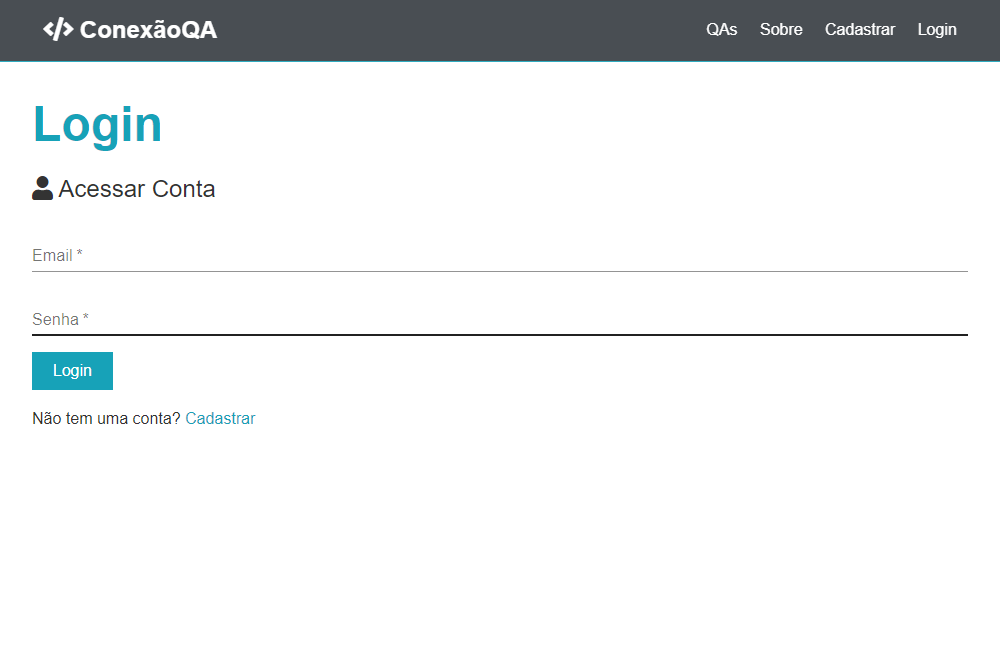 ConexãoQA QAs Sobre Cadastrar Login
Login
Acessar Conta
Email *
Senha *
Login
Não tem uma conta? Cadastrar